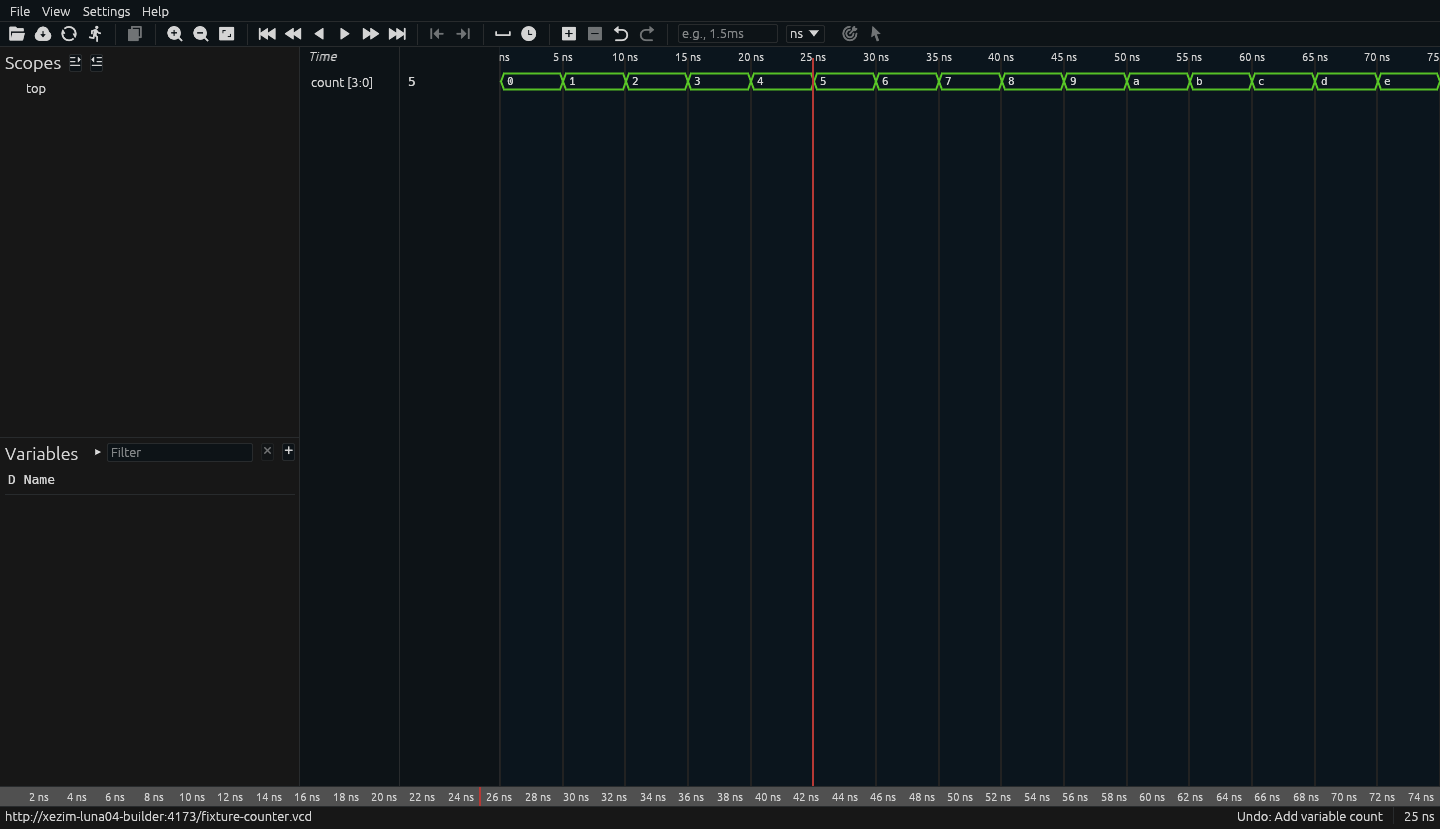 File View Settings Help
e.g., 1.5ms ns
Scopes
top
Time
ns 5 ns 10 ns 15 ns 20 ns 25 ns 30 ns 35 ns 40 ns 45 ns 50 ns 55 ns 60 ns 65 ns 70 ns 75
count [3:0] 5 0 1 2 3 4 5 6 7 8 9 a b c d e
Variables Filter
D Name
2 ns 4 ns 6 ns 8 ns 10 ns 12 ns 14 ns 16 ns 18 ns 20 ns 22 ns 24 ns 26 ns 28 ns 30 ns 32 ns 34 ns 36 ns 38 ns 40 ns 42 ns 44 ns 46 ns 48 ns 50 ns 52 ns 54 ns 56 ns 58 ns 60 ns 62 ns 64 ns 66 ns 68 ns 70 ns 72 ns 74 ns
http://xezim-luna04-builder:4173/fixture-counter.vcd Undo: Add variable count 25 ns